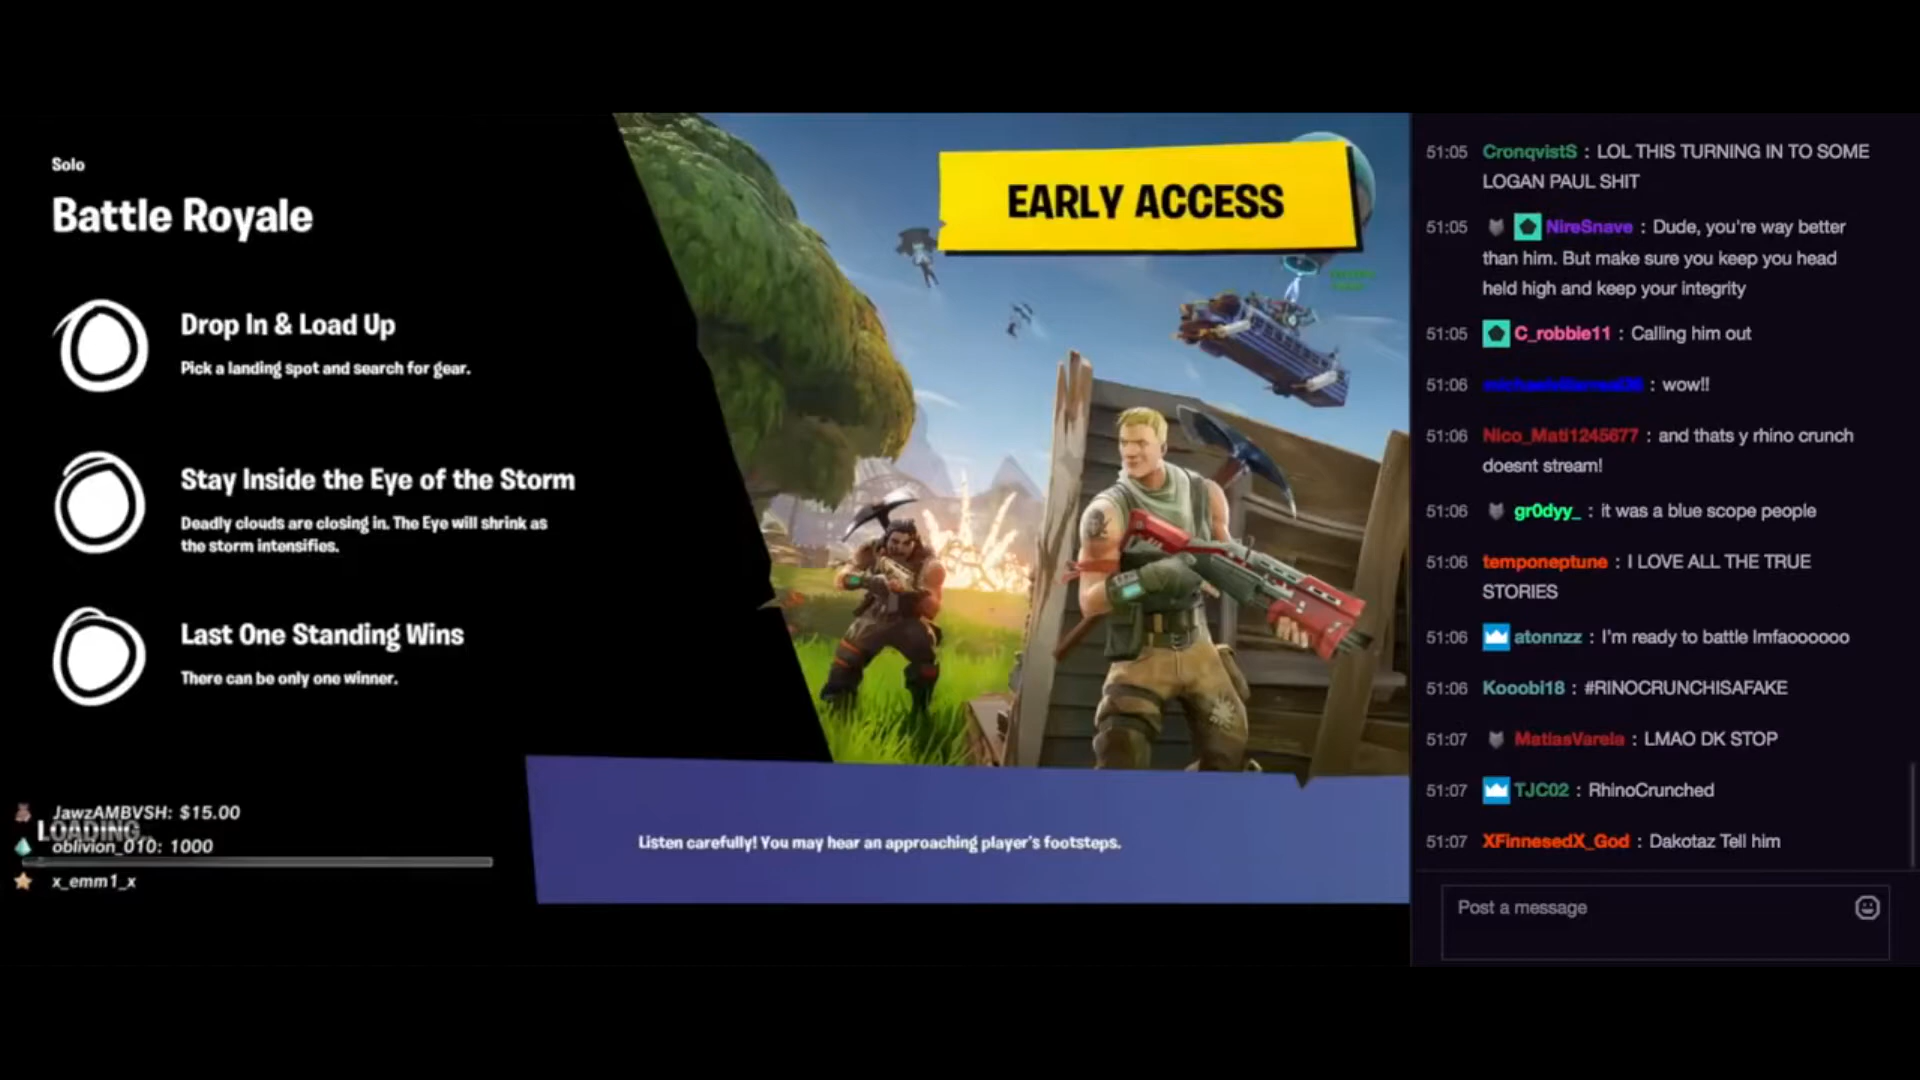 Solo
Battle Royale
Drop In & Load Up
Pick a landing spot and search for gear.
Stay Inside the Eye of the Storm
Deadly clouds are closing in. The Eye will shrink as
the storm intensifies.
Last One Standing Wins
There can be only one winner.
JawzAMBVSH: $15.00
LOADING..
oblivion_010: 1000
x_emm1_x
EARLY ACCESS
Listen carefully! You may hear an approaching player's footsteps.
51:05 CronqvistS : LOL THIS TURNING IN TO SOME
LOGAN PAUL SHIT
51:05 NireSnave : Dude, you're way better
than him. But make sure you keep you head
held high and keep your integrity
51:05 C_robbie11 : Calling him out
51:06 : wow!!
51:06 Nico_Mati1245677 : and thats y rhino crunch
doesnt stream!
51:06 gr0dyy_ : it was a blue scope people
51:06 temponeptune : I LOVE ALL THE TRUE
STORIES
51:06 atonnzz : I'm ready to battle lmfaoooooo
51:06 Kooobi18 : #RINOCRUNCHISAFAKE
51:07 MatiasVarela : LMAO DK STOP
51:07 TJC02 : RhinoCrunched
51:07 XFinnesedX_God : Dakotaz Tell him
Post a message